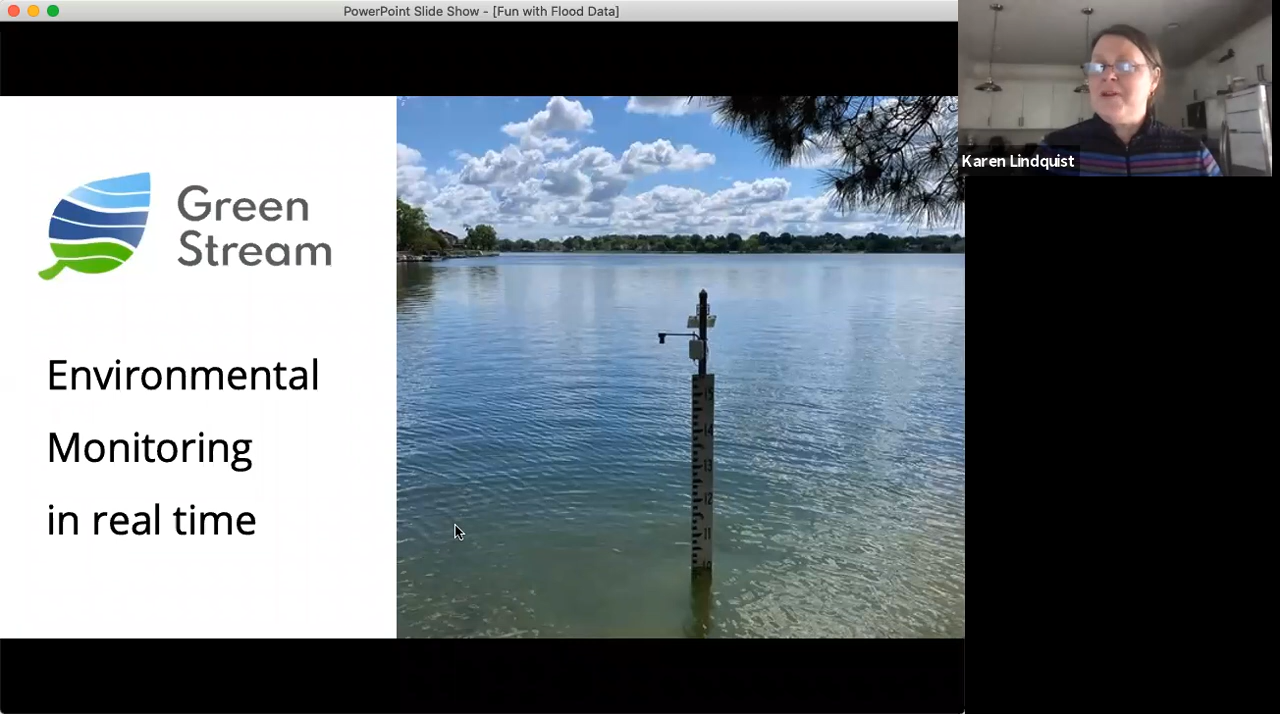 PowerPoint Slide Show - [Fun with Flood Data]
Karen Lindquist
Green
Stream
Environmental
Monitoring
in real time
15
14
13
12
11
10